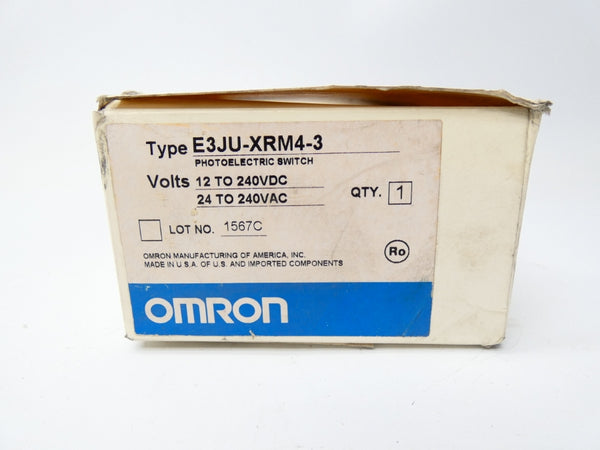 Type E3JU-XRM4-3
PHOTOELECTRIC SWITCH
Volts 12 TO 240VDC
24 TO 240VAC
QTY. 1
LOT NO. 1567C
OMRON MANUFACTURING OF AMERICA, INC.
MADE IN U.S.A. OF U.S. AND IMPORTED COMPONENTS
Ro
OMRON